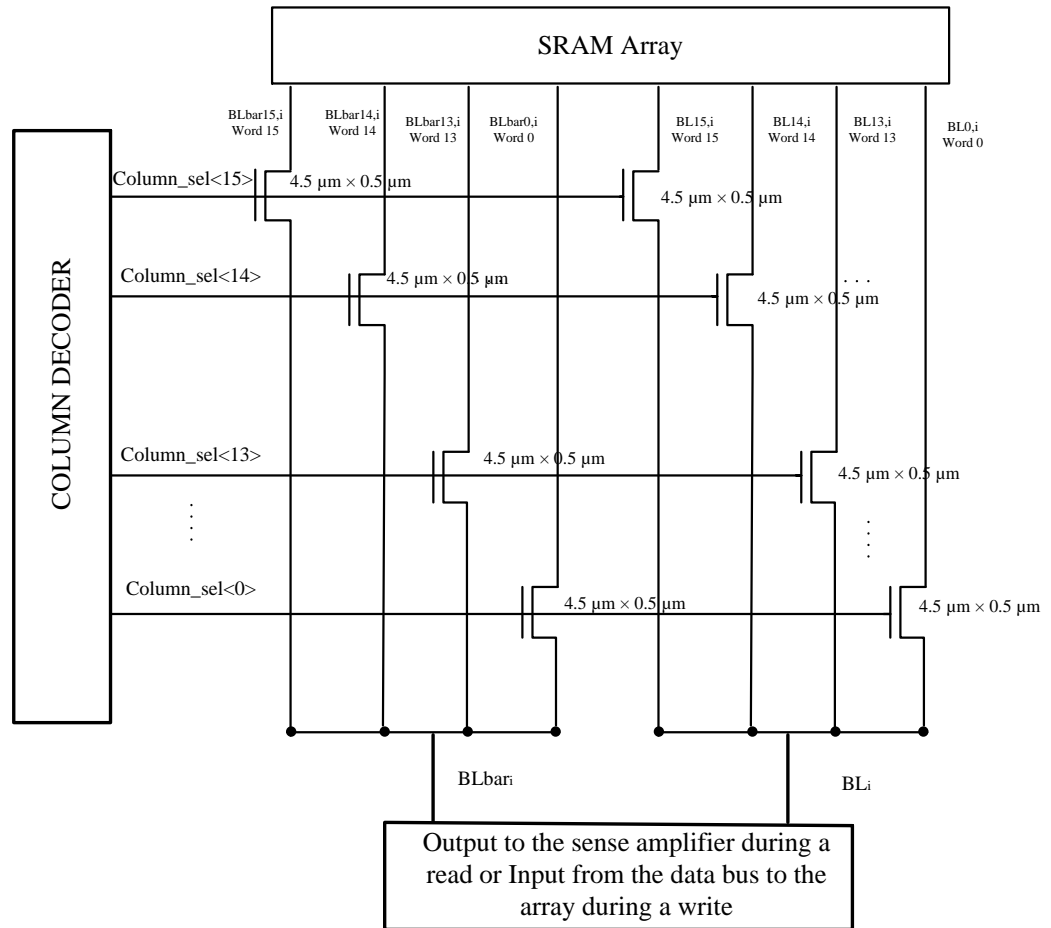 SRAM Array
BLbar15,i
Word 15
BLbar14,i
Word 14
BLbar13,i
Word 13
BLbar0,i
Word 0
BL15,i
Word 15
BL14,i
Word 14
BL13,i
Word 13
BL0,i
Word 0
COLUMN DECODER
Column_sel<15>
4.5 µm × 0.5 µm
4.5 µm × 0.5 µm
Column_sel<14>
4.5 µm × 0.5 µm
. . .
4.5 µm × 0.5 µm
. . .
Column_sel<13>
4.5 µm × 0.5 µm
4.5 µm × 0.5 µm
. . . .
. . . .
Column_sel<0>
4.5 µm × 0.5 µm
4.5 µm × 0.5 µm
BLbari
BLi
Output to the sense amplifier during a
read or Input from the data bus to the
array during a write